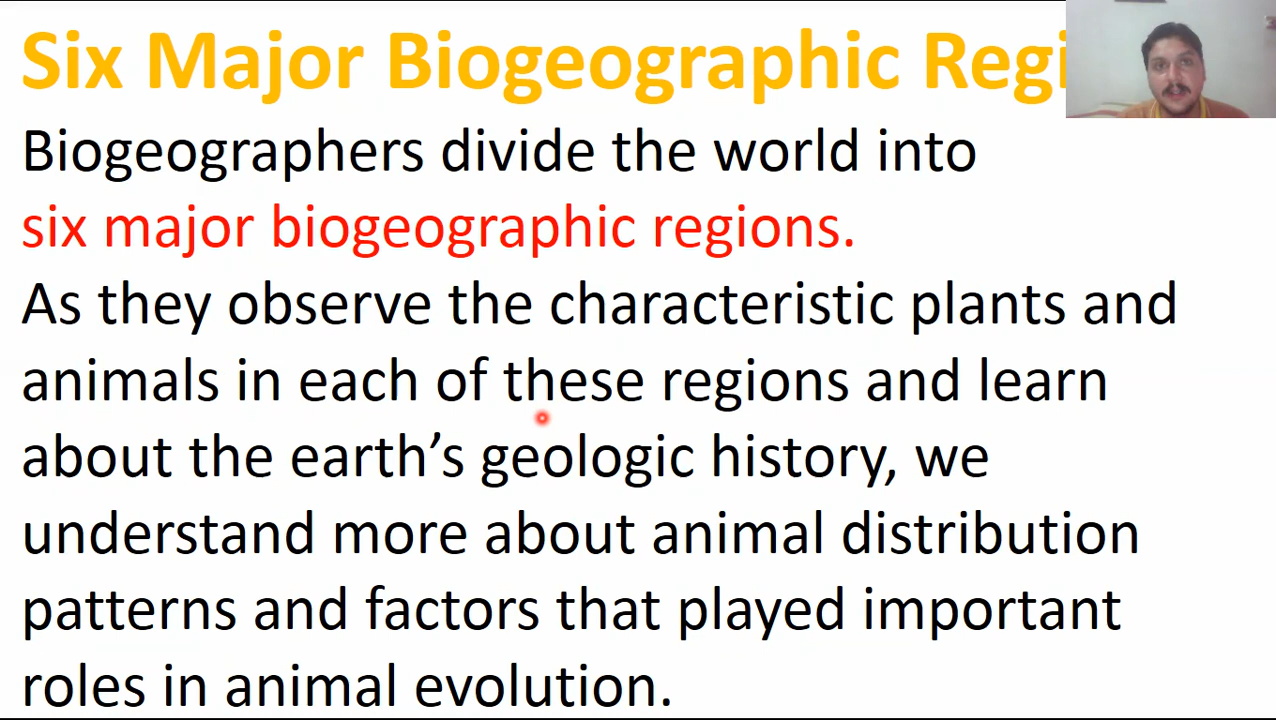 Six Major Biogeographic Regi
Biogeographers divide the world into
six major biogeographic regions.
As they observe the characteristic plants and
animals in each of these regions and learn
about the earth’s geologic history, we
understand more about animal distribution
patterns and factors that played important
roles in animal evolution.